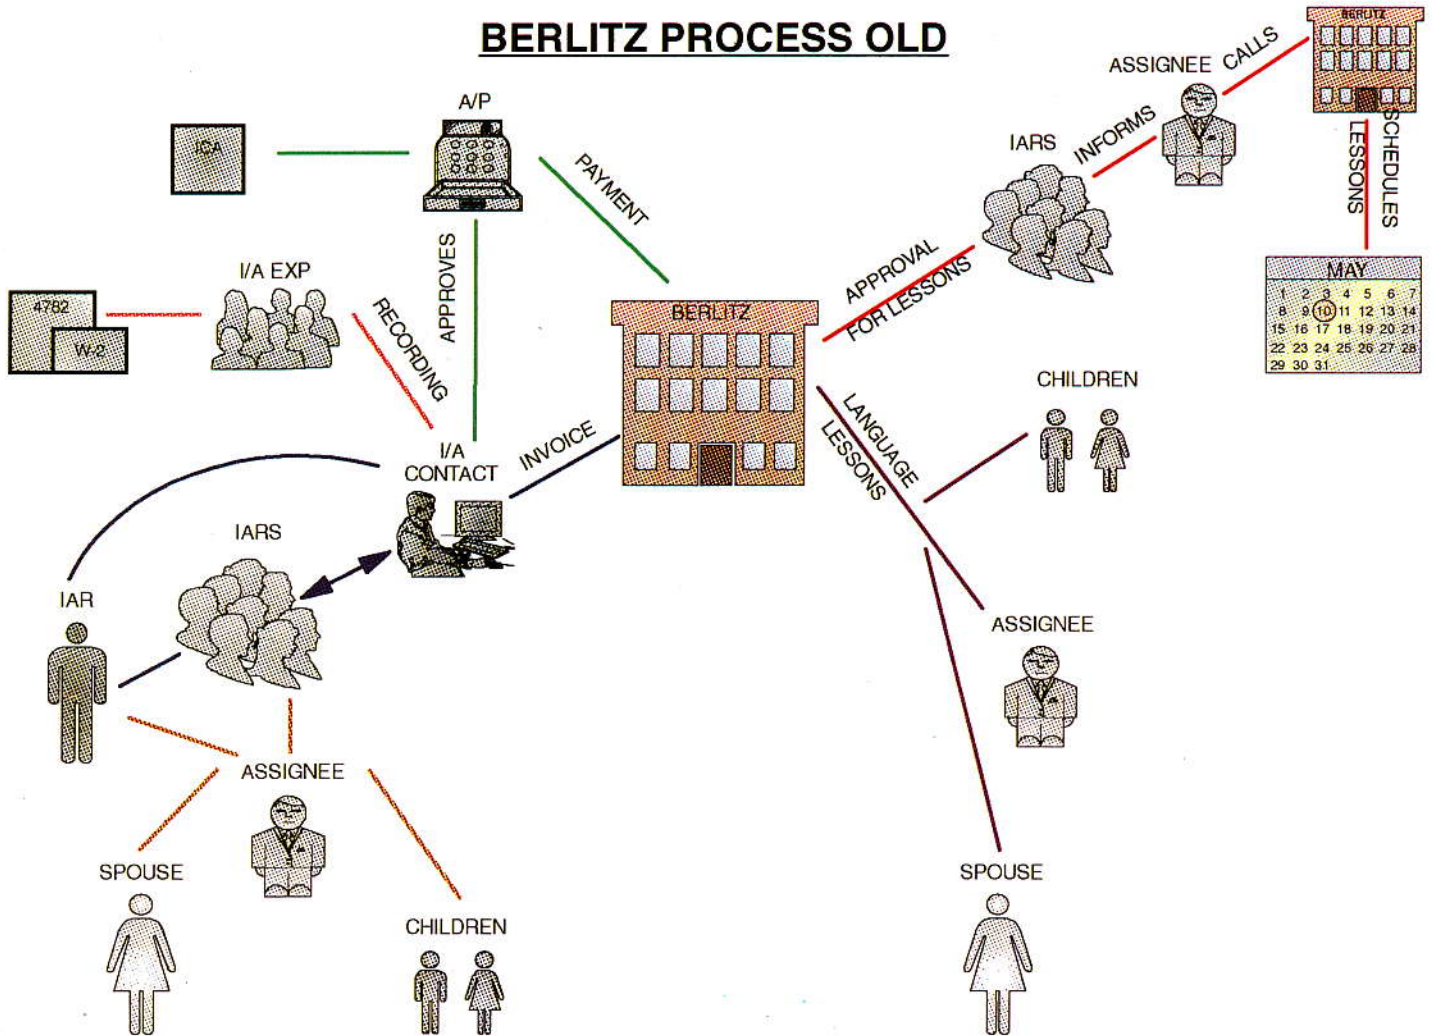 BERLITZ PROCESS OLD
BERLITZ
CALLS
ASSIGNEE
A/P
INFORMS
SCHEDULES
LESSONS
ICA
IARS
PAYMENT
APPROVES
APPROVAL
FOR LESSONS
I/A EXP
MAY
1 2 3 4 5 6 7
8 9 10 11 12 13 14
15 16 17 18 19 20 21
22 23 24 25 26 27 28
29 30 31
4782
W-2
RECORDING
BERLITZ
CHILDREN
LANGUAGE
LESSONS
I/A
CONTACT
INVOICE
IARS
IAR
ASSIGNEE
ASSIGNEE
SPOUSE
SPOUSE
CHILDREN